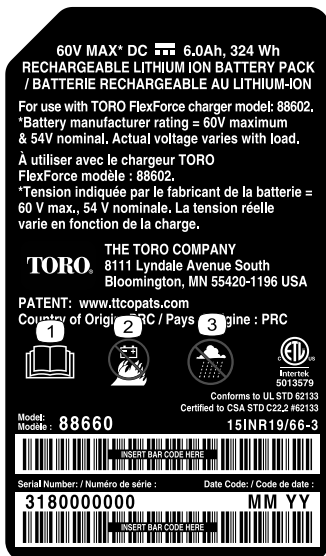 60V MAX* DC 6.0Ah, 324 Wh
RECHARGEABLE LITHIUM ION BATTERY PACK
/ BATTERIE RECHARGEABLE AU LITHIUM-ION
For use with TORO FlexForce charger model: 88602.
*Battery manufacturer rating = 60V maximum
& 54V nominal. Actual voltage varies with load.
À utiliser avec le chargeur TORO
FlexForce modèle : 88602.
*Tension indiquée par le fabricant de la batterie =
60 V max., 54 V nominale. La tension réelle
varie en fonction de la charge.
TORO.
THE TORO COMPANY
8111 Lyndale Avenue South
Bloomington, MN 55420-1196 USA
PATENT: www.ttcopats.com
Country of Origi PRC / Pays gine : PRC
1 2 3
c ETL us
Intertek
5013579
Conforms to UL STD 62133
Certified to CSA STD C22.2 #62133
Model:
Modèle : 88660 15INR19/66-3
INSERT BAR CODE HERE
Serial Number: / Numéro de série : Date Code: / Code de date :
3180000000 MM YY
INSERT BAR CODE HERE